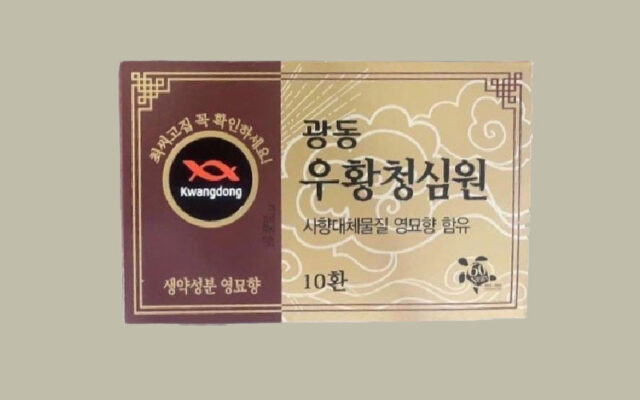 최씨고집 꼭 확인하세요!
Kwangdong
생약성분 영묘향
광동
우황청심원
사향대체물질 영묘향 함유
10환
60